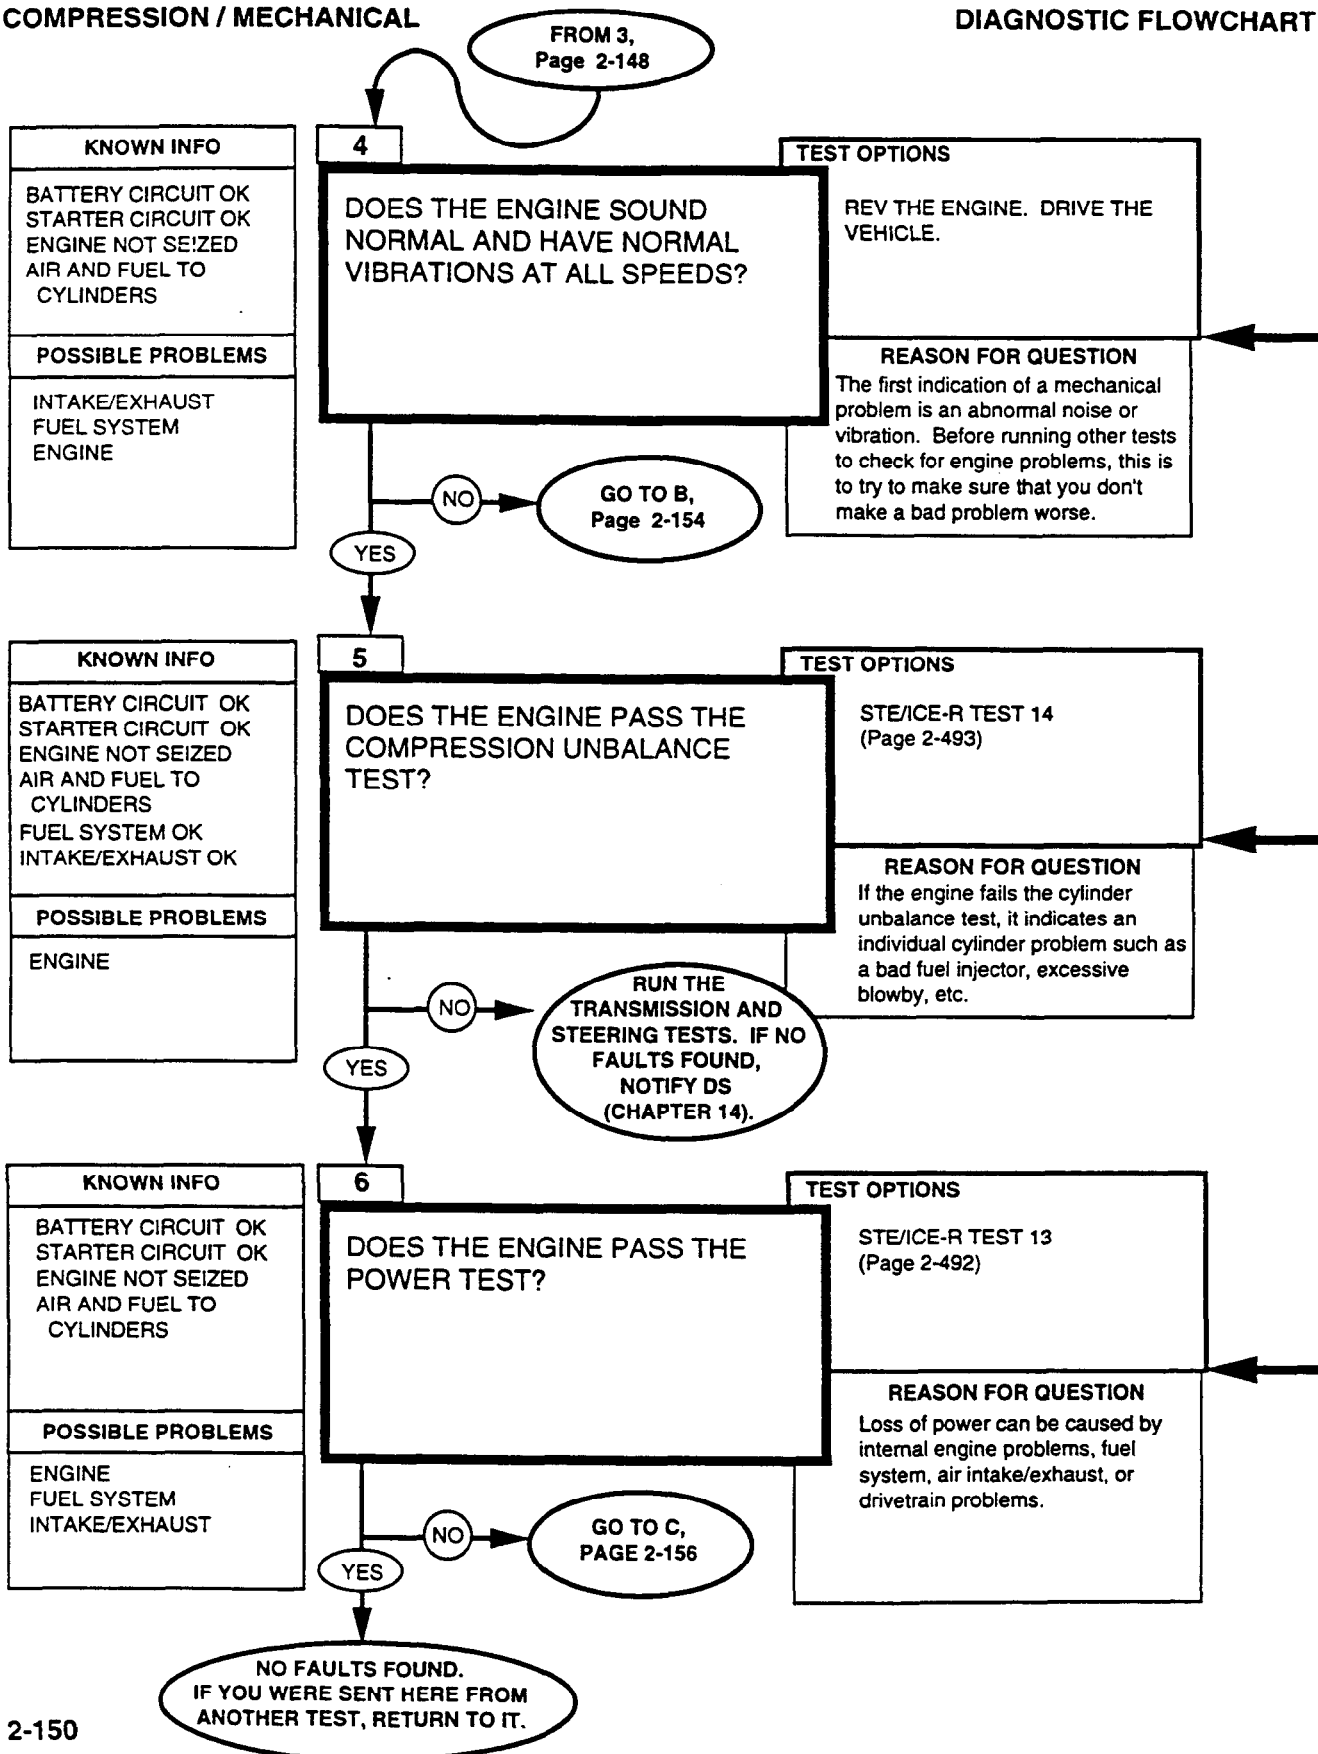 COMPRESSION / MECHANICAL
DIAGNOSTIC FLOWCHART
FROM 3,
Page 2-148
KNOWN INFO
BATTERY CIRCUIT OK
STARTER CIRCUIT OK
ENGINE NOT SEIZED
AIR AND FUEL TO
CYLINDERS
POSSIBLE PROBLEMS
INTAKE/EXHAUST
FUEL SYSTEM
ENGINE
4
DOES THE ENGINE SOUND
NORMAL AND HAVE NORMAL
VIBRATIONS AT ALL SPEEDS?
TEST OPTIONS
REV THE ENGINE. DRIVE THE
VEHICLE.
REASON FOR QUESTION
The first indication of a mechanical
problem is an abnormal noise or
vibration. Before running other tests
to check for engine problems, this is
to try to make sure that you don't
make a bad problem worse.
NO
GO TO B,
Page 2-154
YES
KNOWN INFO
BATTERY CIRCUIT OK
STARTER CIRCUIT OK
ENGINE NOT SEIZED
AIR AND FUEL TO
CYLINDERS
FUEL SYSTEM OK
INTAKE/EXHAUST OK
POSSIBLE PROBLEMS
ENGINE
5
DOES THE ENGINE PASS THE
COMPRESSION UNBALANCE
TEST?
TEST OPTIONS
STE/ICE-R TEST 14
(Page 2-493)
REASON FOR QUESTION
If the engine fails the cylinder
unbalance test, it indicates an
individual cylinder problem such as
a bad fuel injector, excessive
blowby, etc.
NO
RUN THE
TRANSMISSION AND
STEERING TESTS. IF NO
FAULTS FOUND,
NOTIFY DS
(CHAPTER 14).
YES
KNOWN INFO
BATTERY CIRCUIT OK
STARTER CIRCUIT OK
ENGINE NOT SEIZED
AIR AND FUEL TO
CYLINDERS
POSSIBLE PROBLEMS
ENGINE
FUEL SYSTEM
INTAKE/EXHAUST
6
DOES THE ENGINE PASS THE
POWER TEST?
TEST OPTIONS
STE/ICE-R TEST 13
(Page 2-492)
REASON FOR QUESTION
Loss of power can be caused by
internal engine problems, fuel
system, air intake/exhaust, or
drivetrain problems.
NO
GO TO C,
PAGE 2-156
YES
NO FAULTS FOUND.
IF YOU WERE SENT HERE FROM
ANOTHER TEST, RETURN TO IT.
2-150